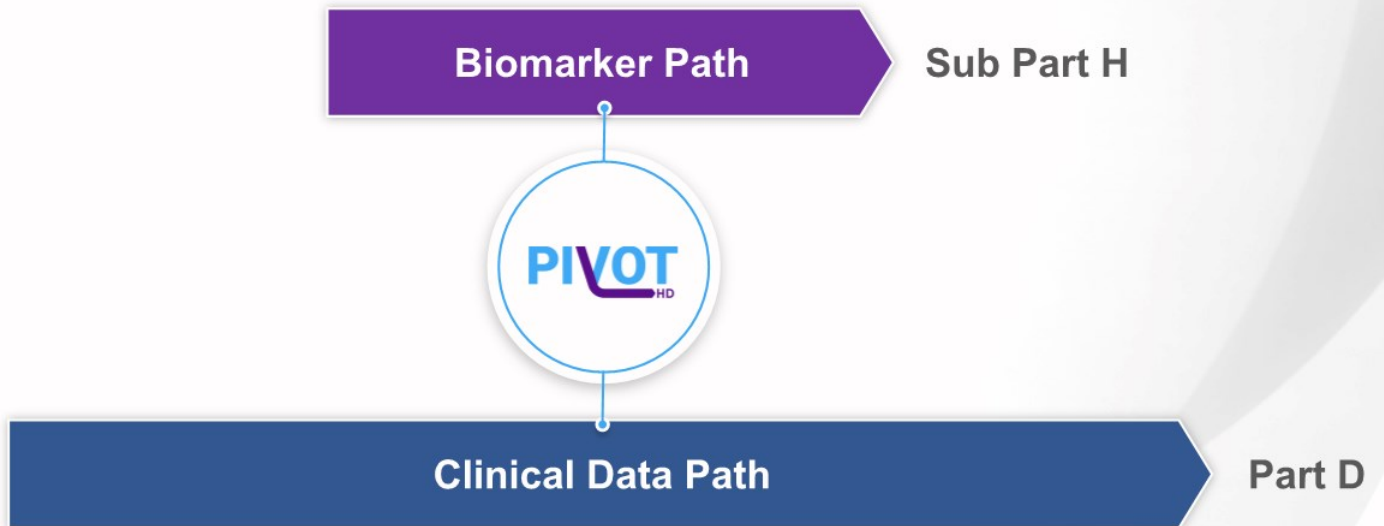 Biomarker Path
Sub Part H
PIVOT
HD
Clinical Data Path
Part D